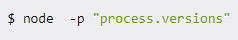 $ node  -p "process.versions"